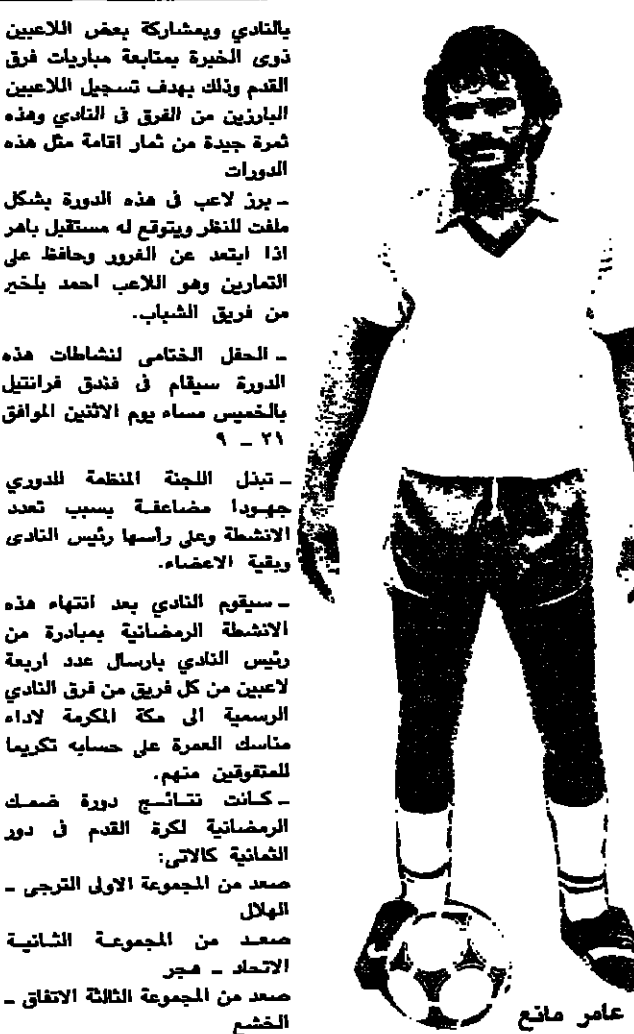 بالنادي وبمشاركة بعض اللاعبين
ذوى الخبرة بمتابعة مباريات فرق
القدم وذلك بهدف تسجيل اللاعبين
البارزين من الفرق في النادي وهذه
ثمرة جيدة من ثمار اقامة مثل هذه
الدورات
ـ برز لاعب في هذه الدورة بشكل
ملفت للنظر ويتوقع له مستقبل باهر
اذا ابتعد عن الغرور وحافظ على
التمارين وهو اللاعب احمد بلخير
من فريق الشباب.
ـ الحفل الختامى لنشاطات هذه
الدورة سيقام في فندق فرانتيل
بالخميس مساء يوم الاثنين الموافق
٢١ ـ ٩
ـ تبذل اللجنة المنظمة للدوري
جهودا مضاعفة بسبب تعدد
الانشطة وعلى رأسها رئيس النادى
وبقية الاعضاء.
ـ سيقوم النادي بعد انتهاء هذه
الانشطة الرمضانية بمبادرة من
رئيس النادي بارسال عدد اربعة
لاعبين من كل فريق من فرق النادي
الرسمية الى مكة المكرمة لاداء
مناسك العمرة على حسابه تكريما
للمتفوقين منهم.
ـ كانت نتائج دورة ضمك
الرمضانية لكرة القدم في دور
الثمانية كالاتى:
صعد من المجموعة الاولى الترجى ـ
الهلال
صعد من المجموعة الثانية
الاتحاد ـ هجر
صعد من المجموعة الثالثة الاتفاق ـ
الخشع
عامر مانع